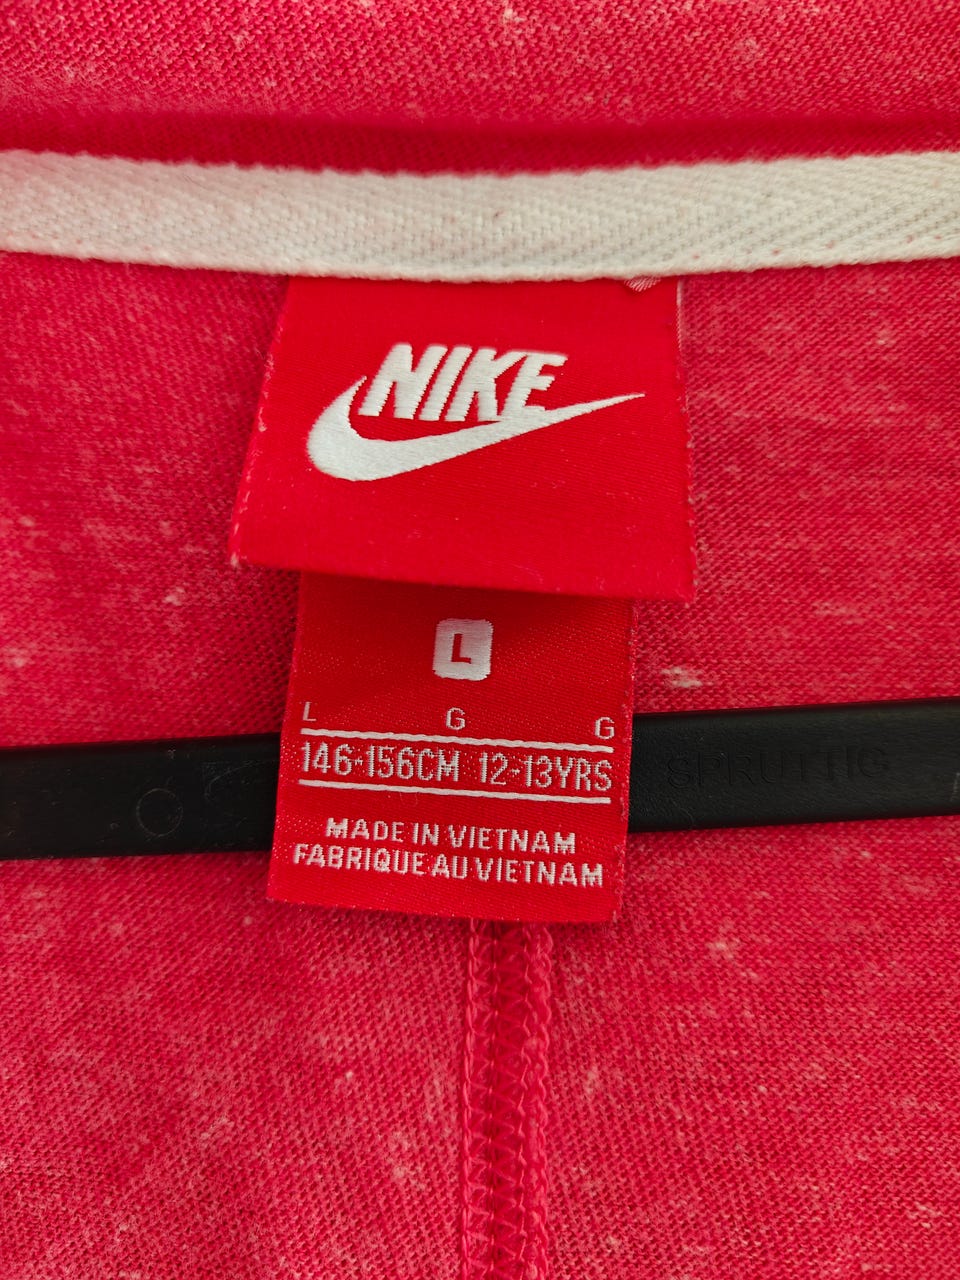 NIKE
L
L G G
146-156CM 12-13YRS
SPRUTTIG
MADE IN VIETNAM
FABRIQUE AU VIETNAM